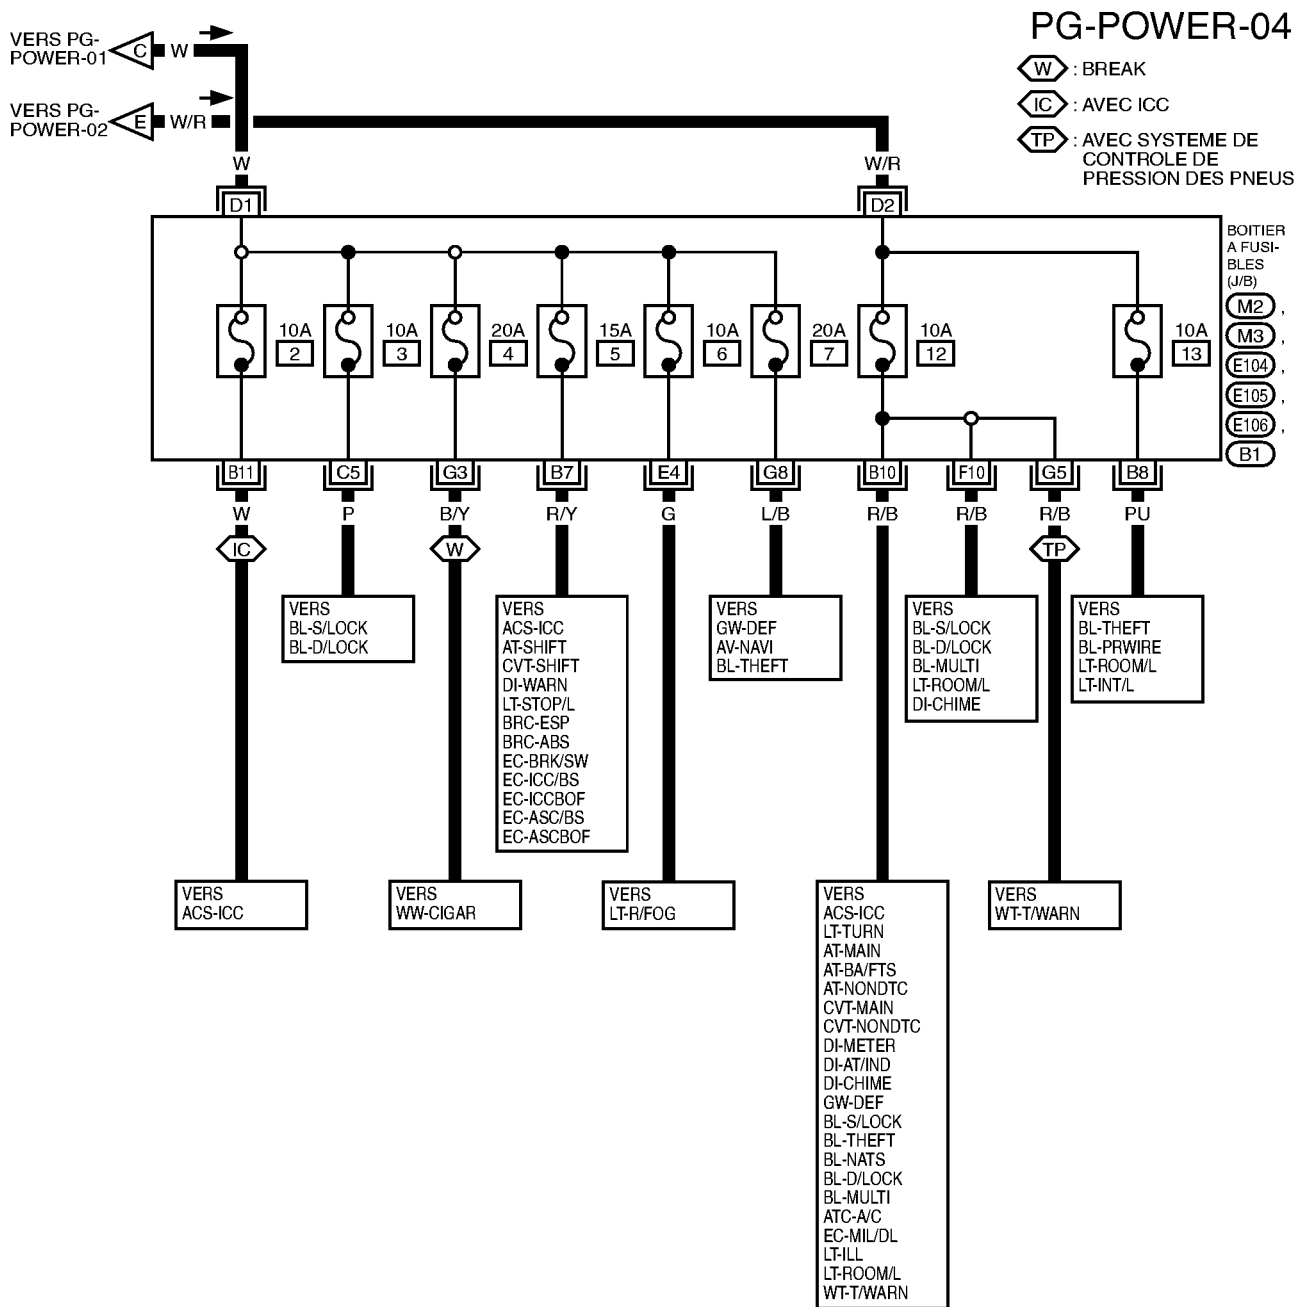 PG-POWER-04
VERS PG-
POWER-01
C
W
VERS PG-
POWER-02
E
W/R
W : BREAK
IC : AVEC ICC
TP : AVEC SYSTEME DE
CONTROLE DE
PRESSION DES PNEUS
W
W/R
D1
D2
BOITIER
A FUSI-
BLES
(J/B)
M2 ,
M3 ,
E104 ,
E105 ,
E106 ,
B1
10A 10A 20A 15A 10A 20A 10A 10A
2 3 4 5 6 7 12 13
B11 C5 G3 B7 E4 G8 B10 F10 G5 B8
W P B/Y R/Y G L/B R/B R/B R/B PU
IC W TP
VERS
BL-S/LOCK
BL-D/LOCK
VERS
ACS-ICC
AT-SHIFT
CVT-SHIFT
DI-WARN
LT-STOP/L
BRC-ESP
BRC-ABS
EC-BRK/SW
EC-ICC/BS
EC-ICCBOF
EC-ASC/BS
EC-ASCBOF
VERS
GW-DEF
AV-NAVI
BL-THEFT
VERS
BL-S/LOCK
BL-D/LOCK
BL-MULTI
LT-ROOM/L
DI-CHIME
VERS
BL-THEFT
BL-PRWIRE
LT-ROOM/L
LT-INT/L
VERS
ACS-ICC
VERS
WW-CIGAR
VERS
LT-R/FOG
VERS
ACS-ICC
LT-TURN
AT-MAIN
AT-BA/FTS
AT-NONDTC
CVT-MAIN
CVT-NONDTC
DI-METER
DI-AT/IND
DI-CHIME
GW-DEF
BL-S/LOCK
BL-THEFT
BL-NATS
BL-D/LOCK
BL-MULTI
ATC-A/C
EC-MIL/DL
LT-ILL
LT-ROOM/L
WT-T/WARN
VERS
WT-T/WARN